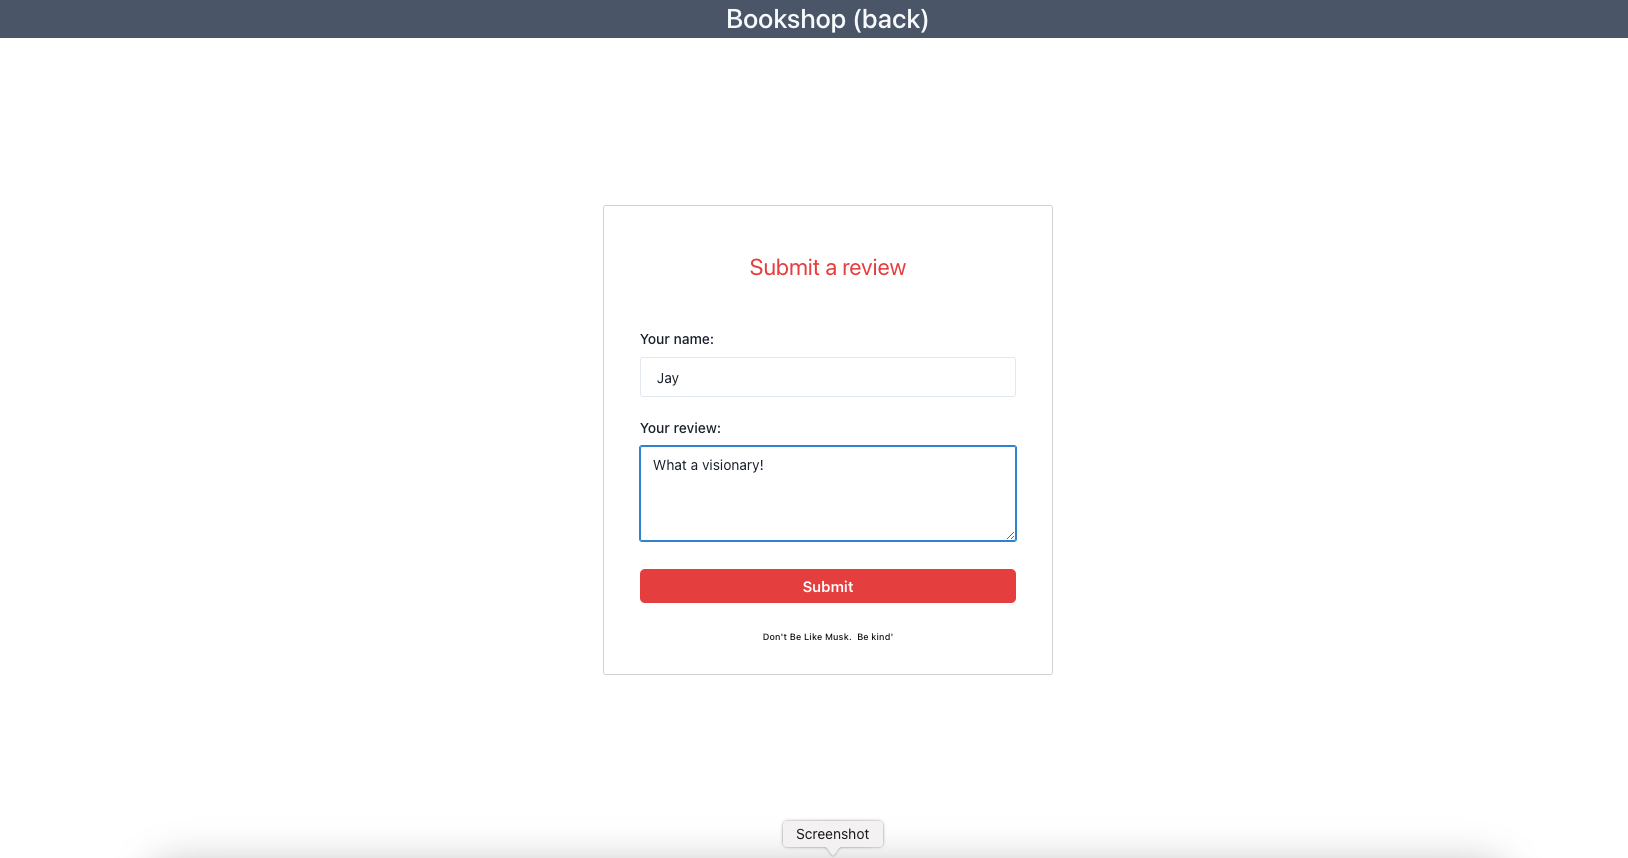 Bookshop (back)
Submit a review
Your name:
Jay
Your review:
What a visionary!
Submit
Don't Be Like Musk.  Be kind'
Screenshot